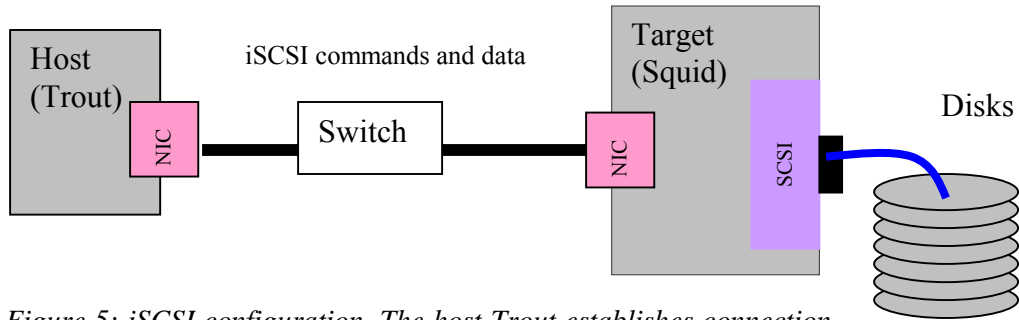 Host
(Trout)
NIC
iSCSI commands and data
Switch
Target
(Squid)
NIC
SCSI
Disks
Figure 5: iSCSI configuration. The host Trout establishes connection